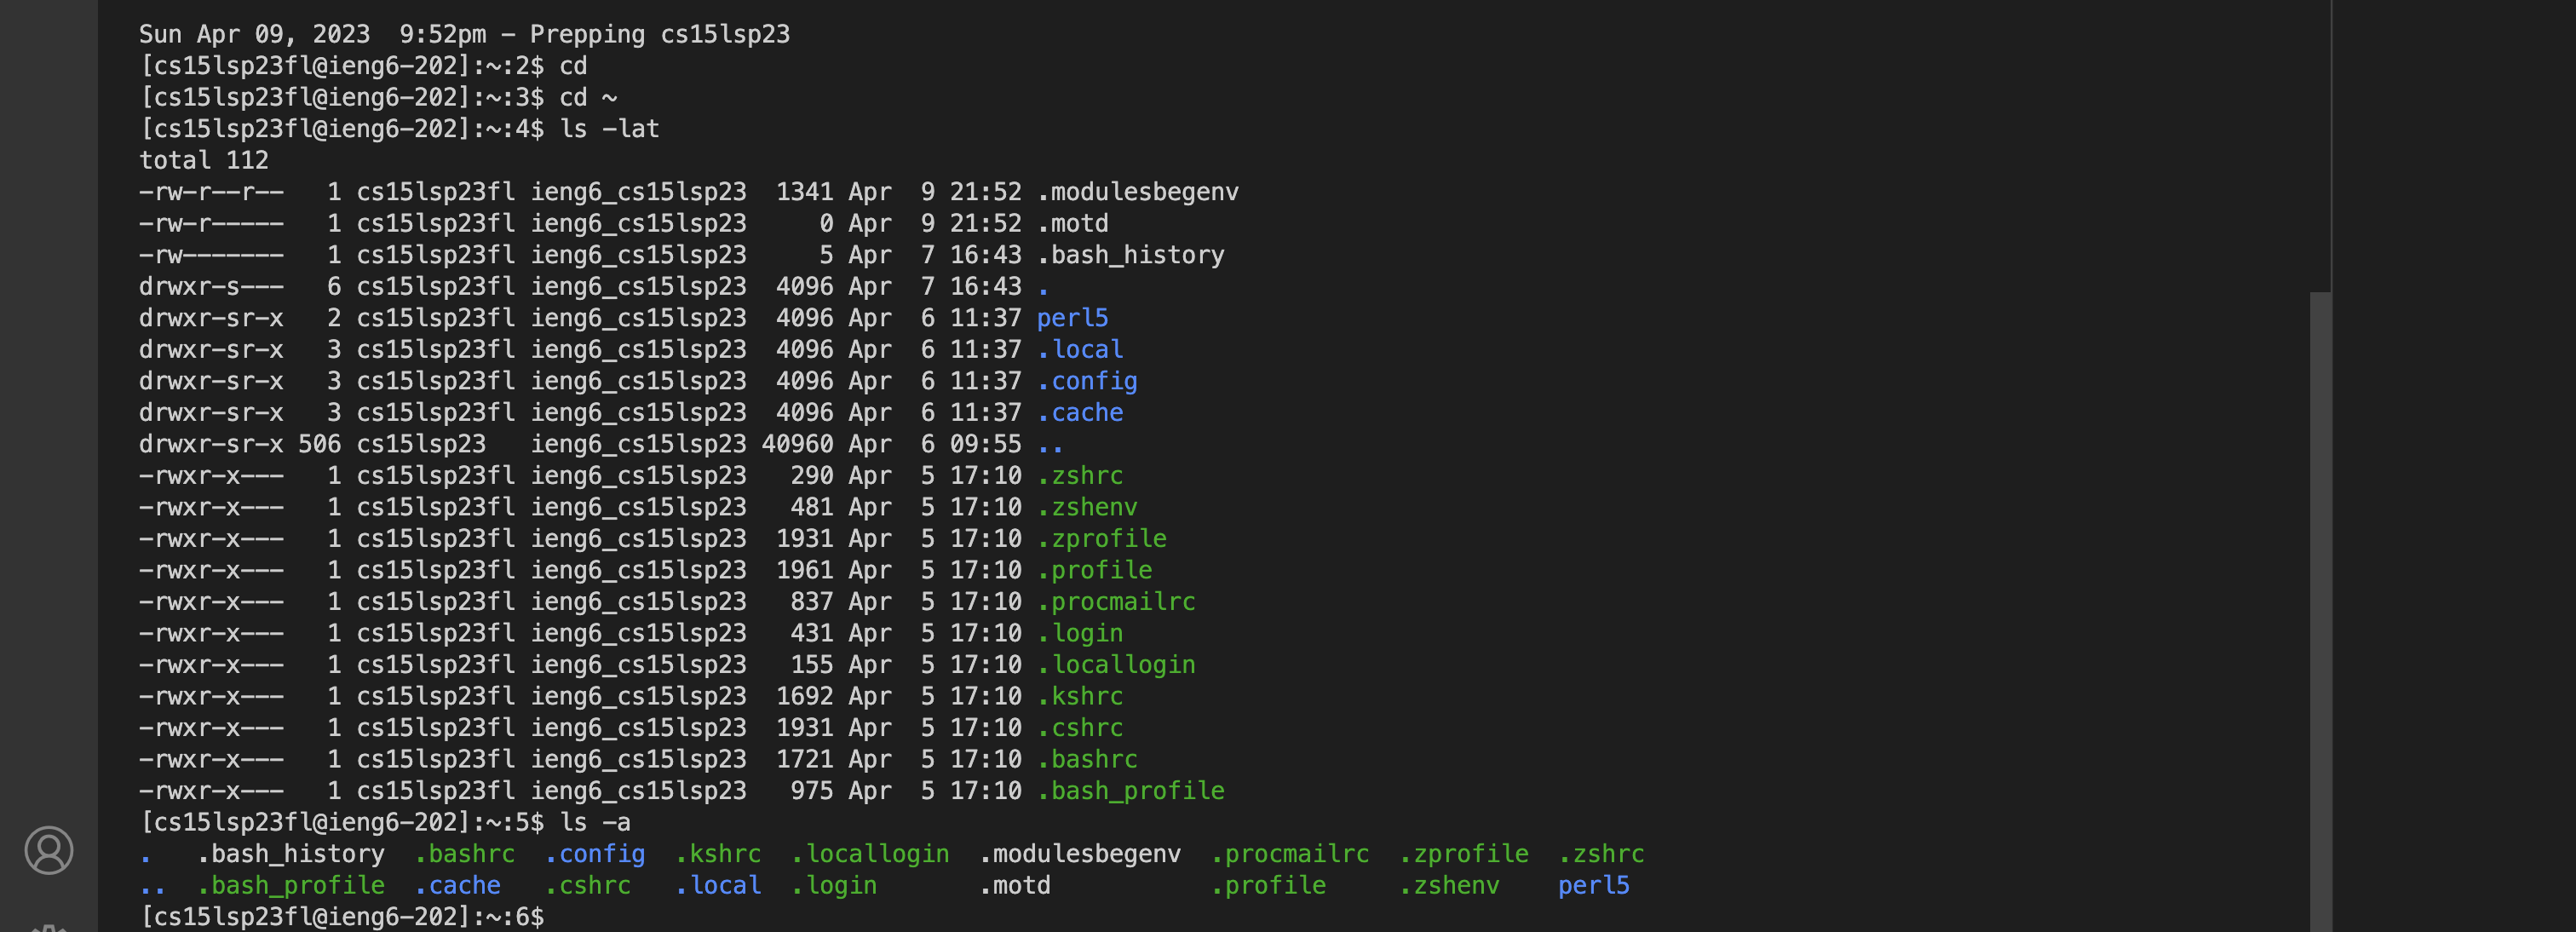 Sun Apr 09, 2023  9:52pm - Prepping cs15lsp23
[cs15lsp23fl@ieng6-202]:~:2$ cd
[cs15lsp23fl@ieng6-202]:~:3$ cd ~
[cs15lsp23fl@ieng6-202]:~:4$ ls -lat
total 112
-rw-r--r--   1 cs15lsp23fl ieng6_cs15lsp23  1341 Apr  9 21:52 .modulesbegenv
-rw-r-----   1 cs15lsp23fl ieng6_cs15lsp23     0 Apr  9 21:52 .motd
-rw-------   1 cs15lsp23fl ieng6_cs15lsp23     5 Apr  7 16:43 .bash_history
drwxr-s---   6 cs15lsp23fl ieng6_cs15lsp23  4096 Apr  7 16:43 .
drwxr-sr-x   2 cs15lsp23fl ieng6_cs15lsp23  4096 Apr  6 11:37 perl5
drwxr-sr-x   3 cs15lsp23fl ieng6_cs15lsp23  4096 Apr  6 11:37 .local
drwxr-sr-x   3 cs15lsp23fl ieng6_cs15lsp23  4096 Apr  6 11:37 .config
drwxr-sr-x   3 cs15lsp23fl ieng6_cs15lsp23  4096 Apr  6 11:37 .cache
drwxr-sr-x 506 cs15lsp23   ieng6_cs15lsp23 40960 Apr  6 09:55 ..
-rwxr-x---   1 cs15lsp23fl ieng6_cs15lsp23   290 Apr  5 17:10 .zshrc
-rwxr-x---   1 cs15lsp23fl ieng6_cs15lsp23   481 Apr  5 17:10 .zshenv
-rwxr-x---   1 cs15lsp23fl ieng6_cs15lsp23  1931 Apr  5 17:10 .zprofile
-rwxr-x---   1 cs15lsp23fl ieng6_cs15lsp23  1961 Apr  5 17:10 .profile
-rwxr-x---   1 cs15lsp23fl ieng6_cs15lsp23   837 Apr  5 17:10 .procmailrc
-rwxr-x---   1 cs15lsp23fl ieng6_cs15lsp23   431 Apr  5 17:10 .login
-rwxr-x---   1 cs15lsp23fl ieng6_cs15lsp23   155 Apr  5 17:10 .locallogin
-rwxr-x---   1 cs15lsp23fl ieng6_cs15lsp23  1692 Apr  5 17:10 .kshrc
-rwxr-x---   1 cs15lsp23fl ieng6_cs15lsp23  1931 Apr  5 17:10 .cshrc
-rwxr-x---   1 cs15lsp23fl ieng6_cs15lsp23  1721 Apr  5 17:10 .bashrc
-rwxr-x---   1 cs15lsp23fl ieng6_cs15lsp23   975 Apr  5 17:10 .bash_profile
[cs15lsp23fl@ieng6-202]:~:5$ ls -a
.   .bash_history  .bashrc  .config  .kshrc  .locallogin  .modulesbegenv  .procmailrc  .zprofile  .zshrc
..  .bash_profile  .cache   .cshrc   .local  .login       .motd           .profile     .zshenv    perl5
[cs15lsp23fl@ieng6-202]:~:6$